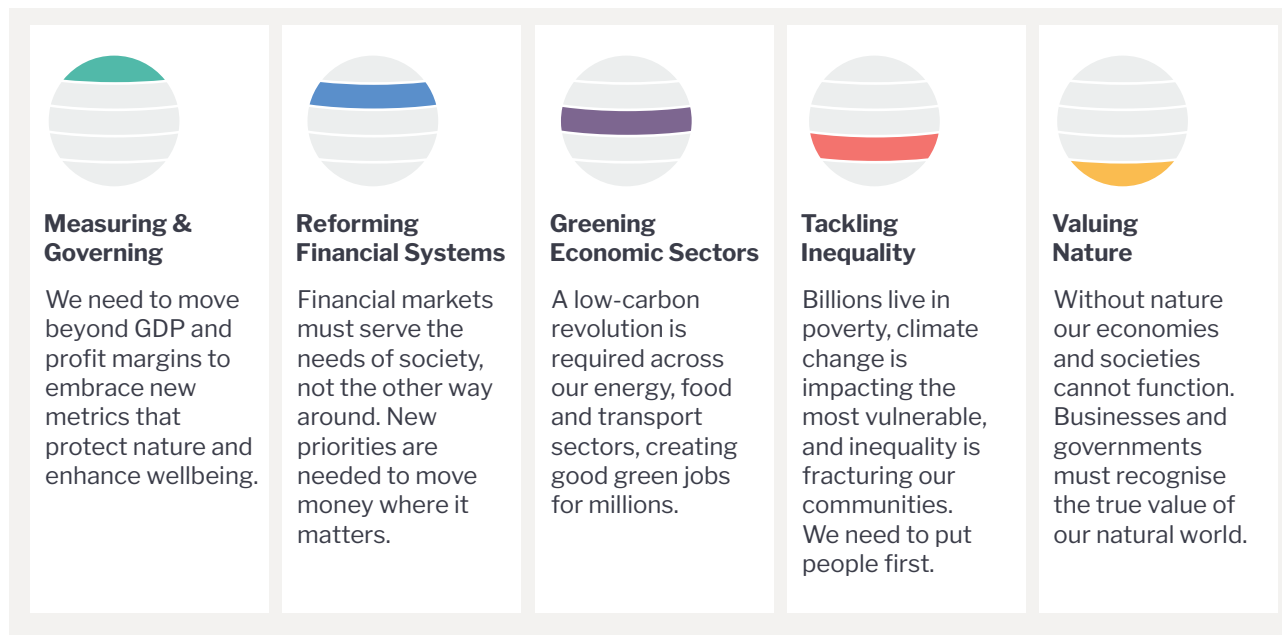 Measuring &
Governing
We need to move
beyond GDP and
profit margins to
embrace new
metrics that
protect nature and
enhance wellbeing.
Reforming
Financial Systems
Financial markets
must serve the
needs of society,
not the other way
around. New
priorities are
needed to move
money where it
matters.
Greening
Economic Sectors
A low-carbon
revolution is
required across
our energy, food
and transport
sectors, creating
good green jobs
for millions.
Tackling
Inequality
Billions live in
poverty, climate
change is
impacting the
most vulnerable,
and inequality is
fracturing our
communities.
We need to put
people first.
Valuing
Nature
Without nature
our economies
and societies
cannot function.
Businesses and
governments
must recognise
the true value of
our natural world.